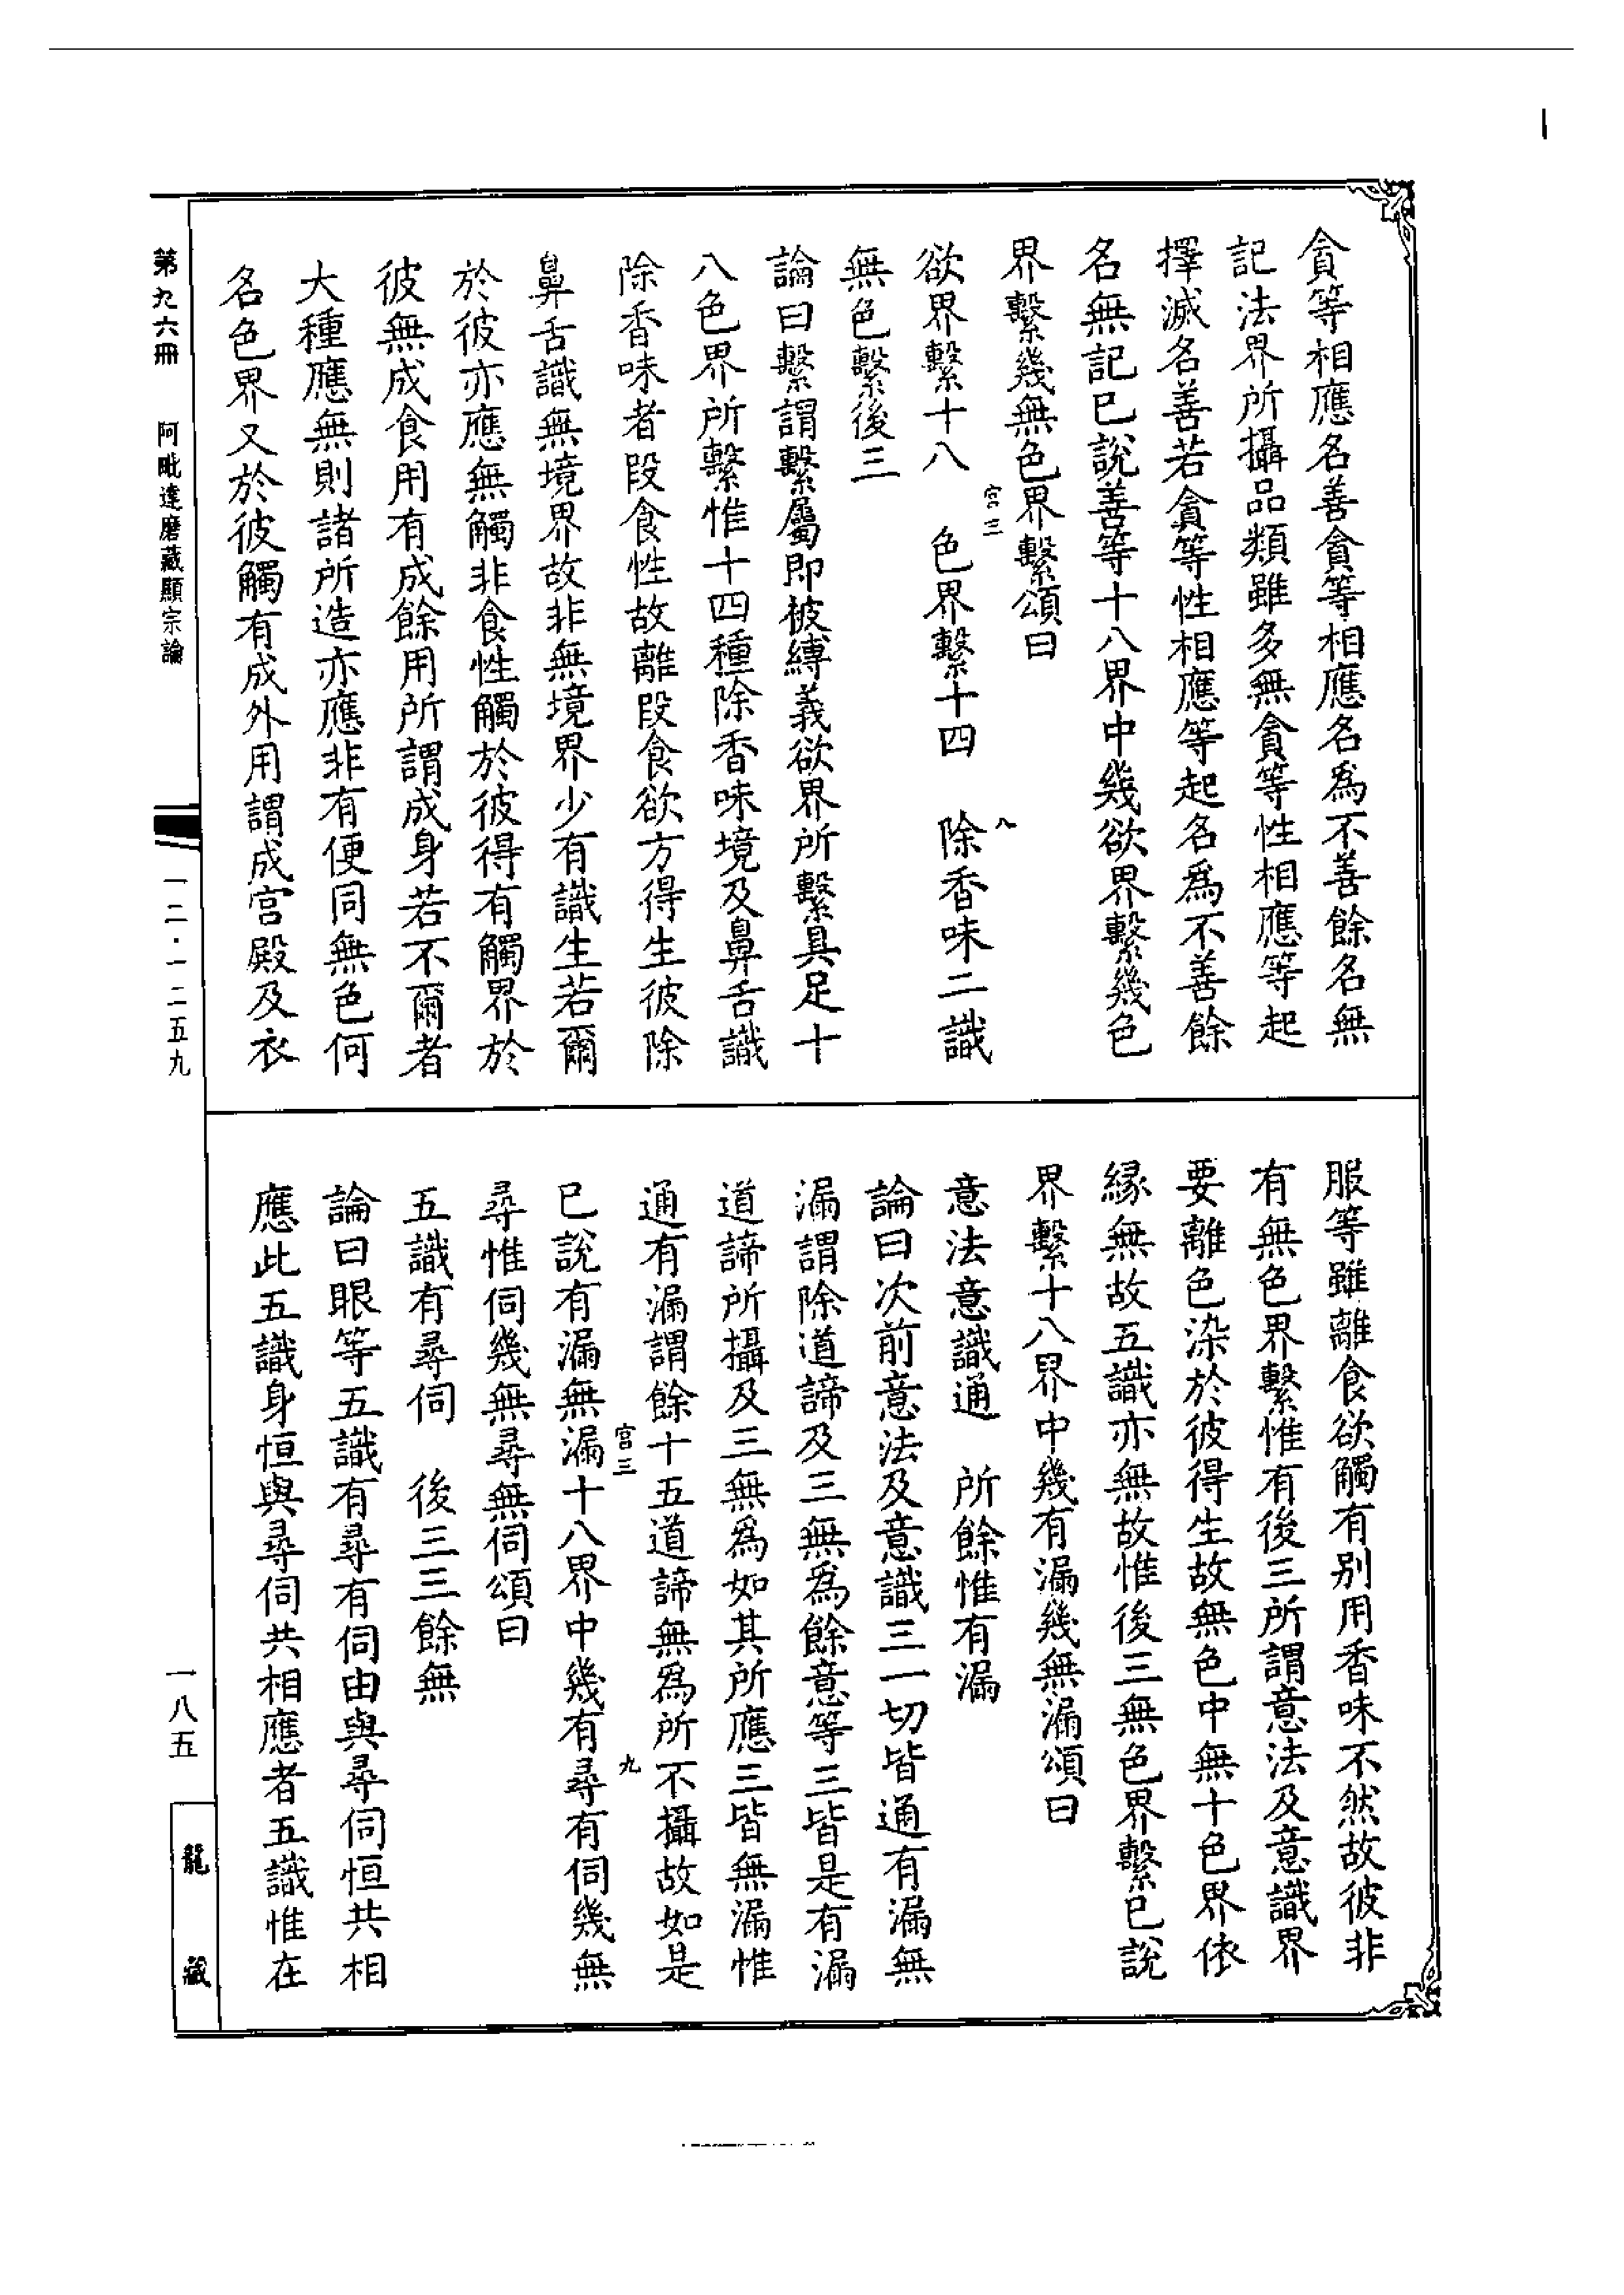 貪等相應名善貪等相應名爲不善餘名無
記法界所攝品類雖多無貪等性相應等起
擇滅名善若貪等性相應等起名爲不善餘
名無記已說善等十八界中幾欲界繫幾色
界繫幾無色界繫頌曰
宮三
八
欲界繫十八　色界繫十四　除香味二識
無色繫後三
論曰繫謂繫屬即被縛義欲界所繫具足十
八色界所繫惟十四種除香味境及鼻舌識
除香味者段食性故離段食欲方得生彼除
鼻舌識無境界故非無境界少有識生若爾
於彼亦應無觸非食性觸於彼得有觸界於
彼無成食用有成餘用所謂成身若不爾者
大種應無則諸所造亦應非有便同無色何
名色界又於彼觸有成外用謂成宮殿及衣
服等雖離食欲觸有別用香味不然故彼非
有無色界繫惟有後三所謂意法及意識界
要離色染於彼得生故無色中無十色界依
緣無故五識亦無故惟後三無色界繫已說
界繫十八界中幾有漏幾無漏頌曰
意法意識通　所餘惟有漏
論曰次前意法及意識三一切皆通有漏無
漏謂除道諦及三無爲餘意等三皆是有漏
道諦所攝及三無爲如其所應三皆無漏惟
通有漏謂餘十五道諦無爲所不攝故如是
宮三
九
已說有漏無漏十八界中幾有尋有伺幾無
尋惟伺幾無尋無伺頌曰
五識有尋伺　後三三餘無
論曰眼等五識有尋有伺由與尋伺恒共相
應此五識身恒與尋伺共相應者五識惟在
第九六冊　阿毗達磨藏顯宗論
一二·一二五九
一八五
龍藏